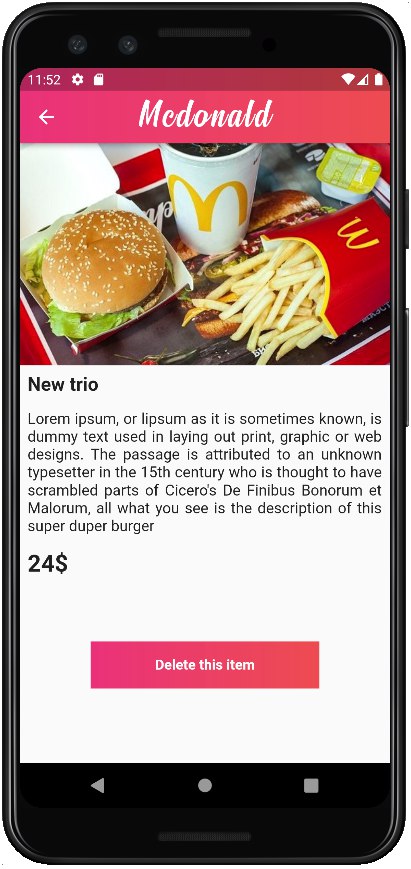 11:52
Mcdonald
New trio
Lorem ipsum, or lipsum as it is sometimes known, is
dummy text used in laying out print, graphic or web
designs. The passage is attributed to an unknown
typesetter in the 15th century who is thought to have
scrambled parts of Cicero's De Finibus Bonorum et
Malorum, all what you see is the description of this
super duper burger
24$
Delete this item